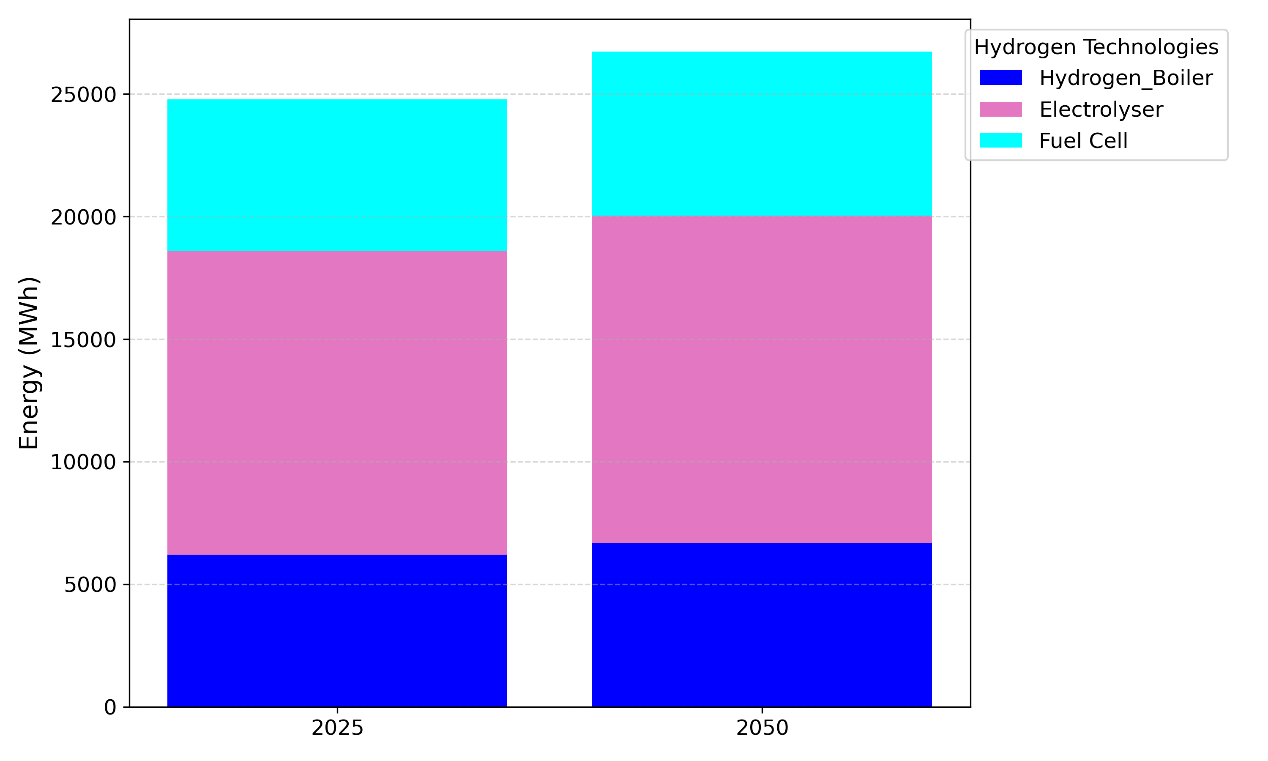 Hydrogen Technologies
Hydrogen_Boiler
Electrolyser
Fuel Cell
Energy (MWh)
25000
20000
15000
10000
5000
0
2025
2050